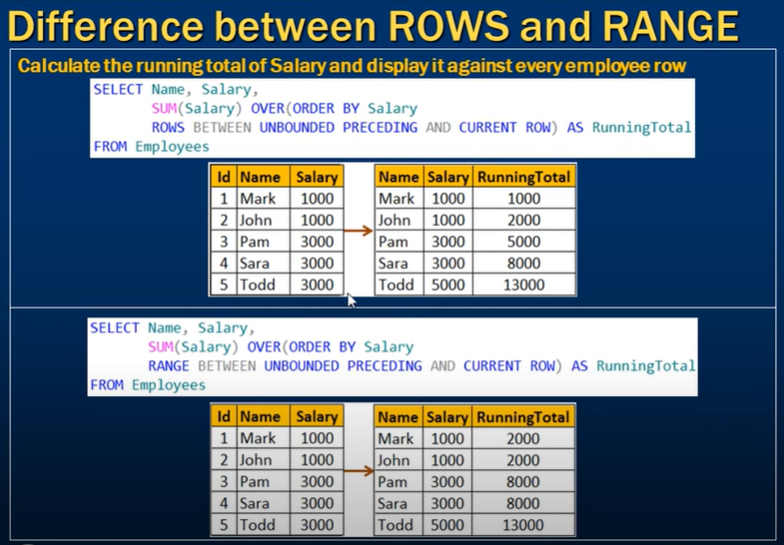 Difference between ROWS and RANGE
Calculate the running total of Salary and display it against every employee row
SELECT Name, Salary,
SUM(Salary) OVER(ORDER BY Salary
ROWS BETWEEN UNBOUNDED PRECEDING AND CURRENT ROW) AS RunningTotal
FROM Employees
Id Name Salary
1 Mark 1000
2 John 1000
3 Pam 3000
4 Sara 3000
5 Todd 3000
Name Salary RunningTotal
Mark 1000 1000
John 1000 2000
Pam 3000 5000
Sara 3000 8000
Todd 5000 13000
SELECT Name, Salary,
SUM(Salary) OVER(ORDER BY Salary
RANGE BETWEEN UNBOUNDED PRECEDING AND CURRENT ROW) AS RunningTotal
FROM Employees
Id Name Salary
1 Mark 1000
2 John 1000
3 Pam 3000
4 Sara 3000
5 Todd 3000
Name Salary RunningTotal
Mark 1000 2000
John 1000 2000
Pam 3000 8000
Sara 3000 8000
Todd 5000 13000